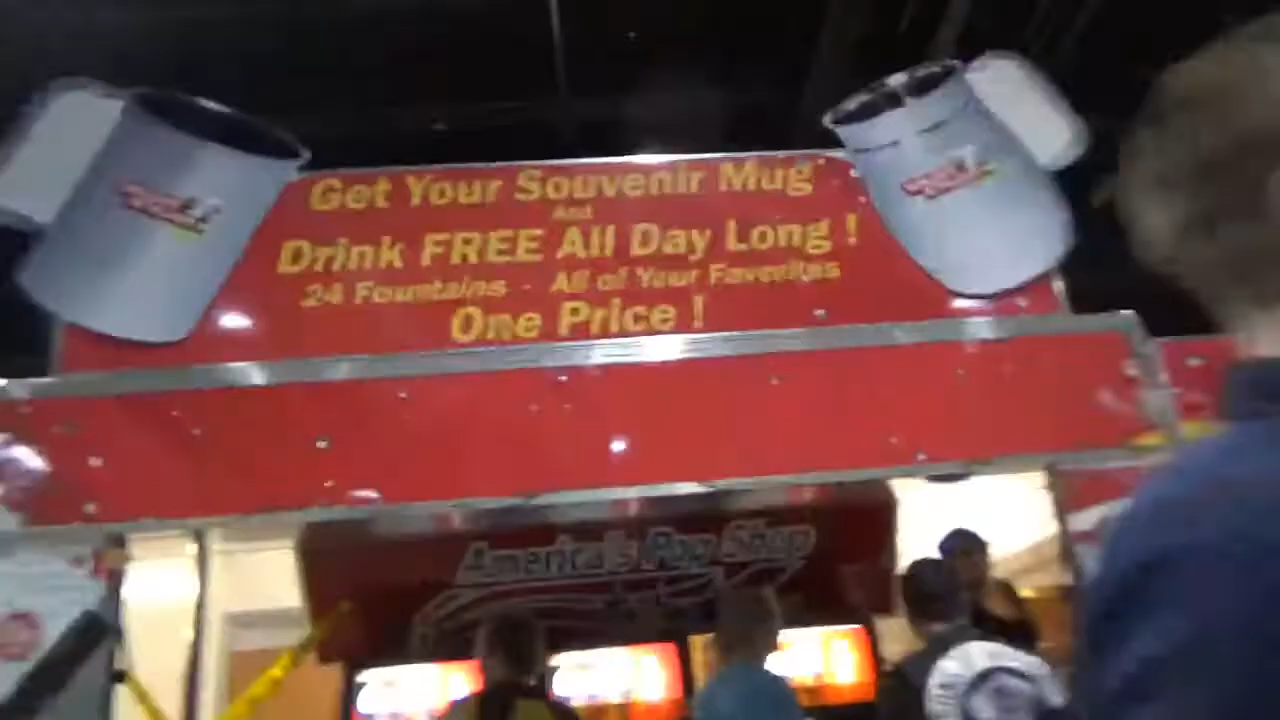 Get Your Souvenir Mug
And
Drink FREE All Day Long !
24 Fountains - All of Your Favorites
One Price !
America's Pop Shop